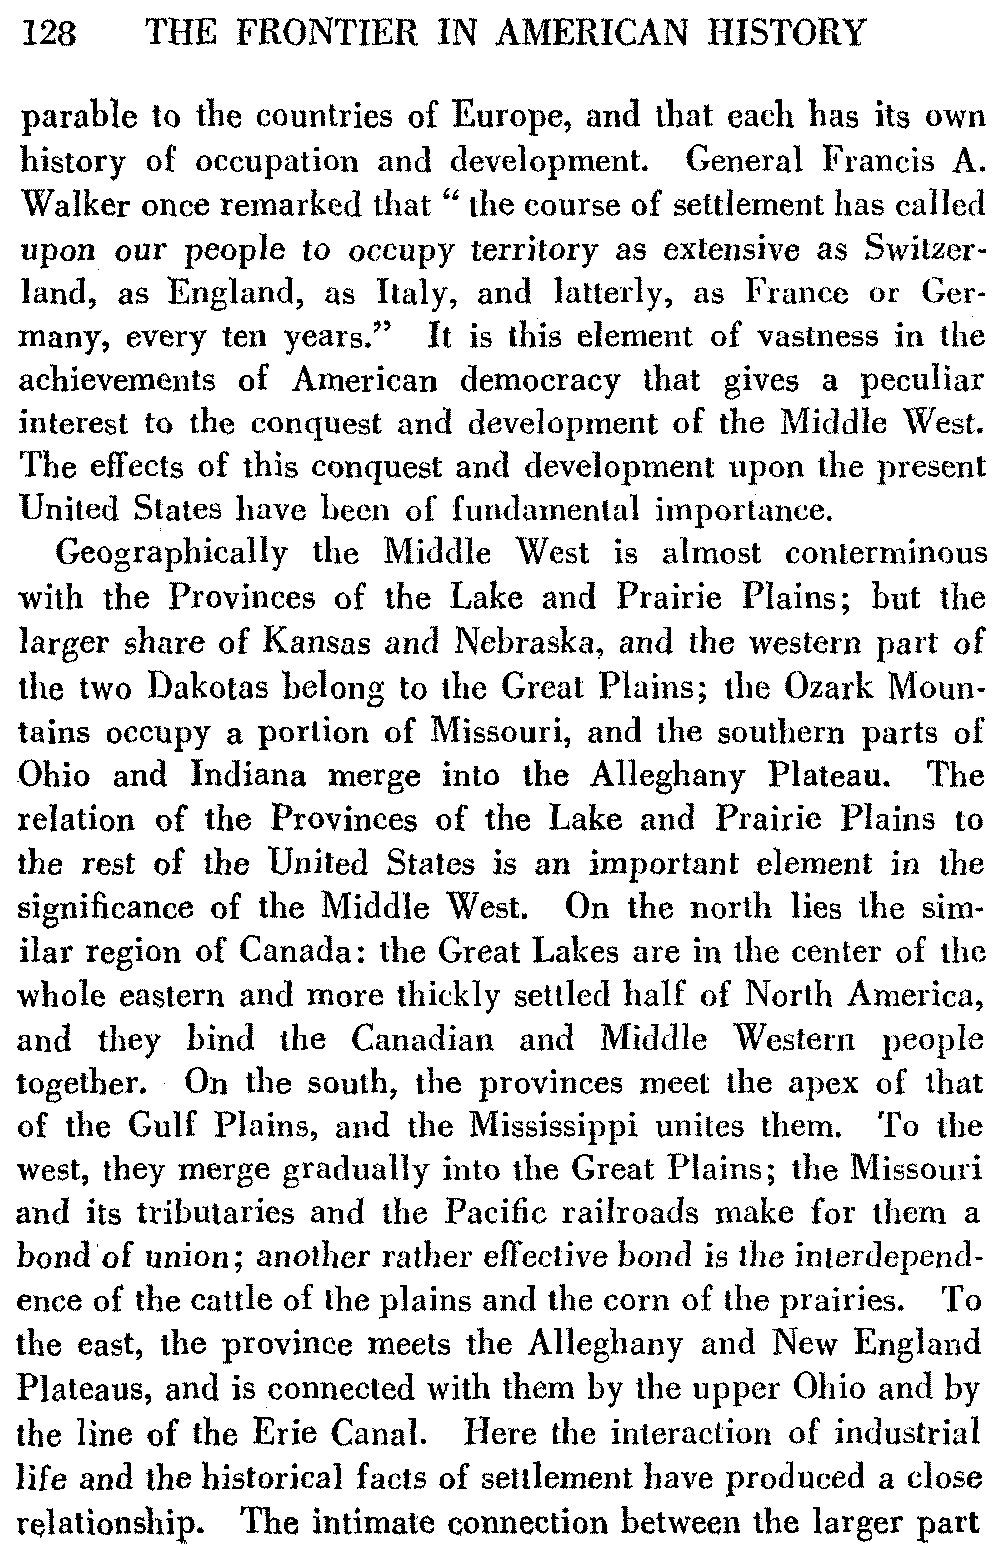 128 THE FRONTIER IN AMERICAN HISTORY
parable to the countries of Europe, and that each has its own
history of occupation and development. General Francis A.
Walker once remarked that “ the course of settlement has called
upon our people to occupy territory as extensive as Switzer-
land, as England, as Italy, and latterly, as France or Ger-
many, every ten years.” It is this element of vastness in the
achievements of American democracy that gives a peculiar
interest to the conquest and development of the Middle West.
The effects of this conquest and development upon the present
United States have been of fundamental importance.
Geographically the Middle West is almost conterminous
with the Provinces of the Lake and Prairie Plains; but the
larger share of Kansas and Nebraska, and the western part of
the two Dakotas belong to the Great Plains; the Ozark Moun-
tains occupy a portion of Missouri, and the southern parts of
Ohio and Indiana merge into the Alleghany Plateau. The
relation of the Provinces of the Lake and Prairie Plains to
the rest of the United States is an important element in the
significance of the Middle West. On the north lies the sim-
ilar region of Canada: the Great Lakes are in the center of the
whole eastern and more thickly settled half of North America,
and they bind the Canadian and Middle Western people
together. On the south, the provinces meet the apex of that
of the Gulf Plains, and the Mississippi unites them. To the
west, they merge gradually into the Great Plains; the Missouri
and its tributaries and the Pacific railroads make for them a
bond of union; another rather effective bond is the interdepend-
ence of the cattle of the plains and the corn of the prairies. To
the east, the province meets the Alleghany and New England
Plateaus, and is connected with them by the upper Ohio and by
the line of the Erie Canal. Here the interaction of industrial
life and the historical facts of settlement have produced a close
relationship. The intimate connection between the larger part